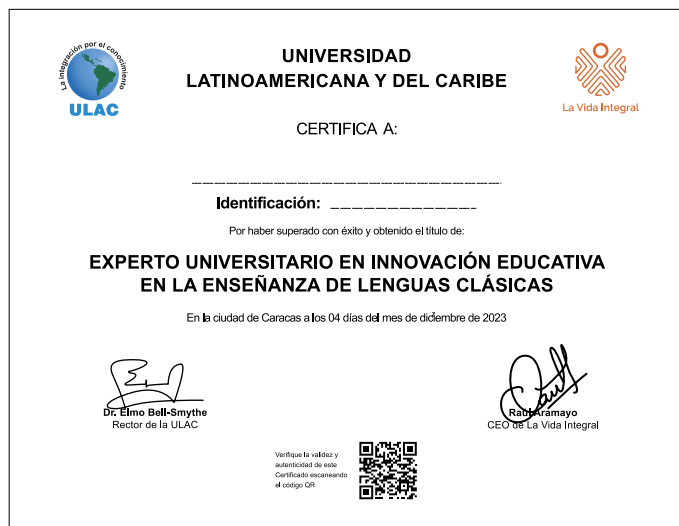 La integración por el conocimiento
ULAC
UNIVERSIDAD
LATINOAMERICANA Y DEL CARIBE
La Vida Integral
CERTIFICA A:
Identificación:
Por haber superado con éxito y obtenido el título de:
EXPERTO UNIVERSITARIO EN INNOVACIÓN EDUCATIVA
EN LA ENSEÑANZA DE LENGUAS CLÁSICAS
En la ciudad de Caracas a los 04 días del mes de diciembre de 2023
Dr. Elmo Bell-Smythe
Rector de la ULAC
Raúl Aramayo
CEO de La Vida Integral
Verifique la validez y
autenticidad de este
Certificado escaneando
el código QR